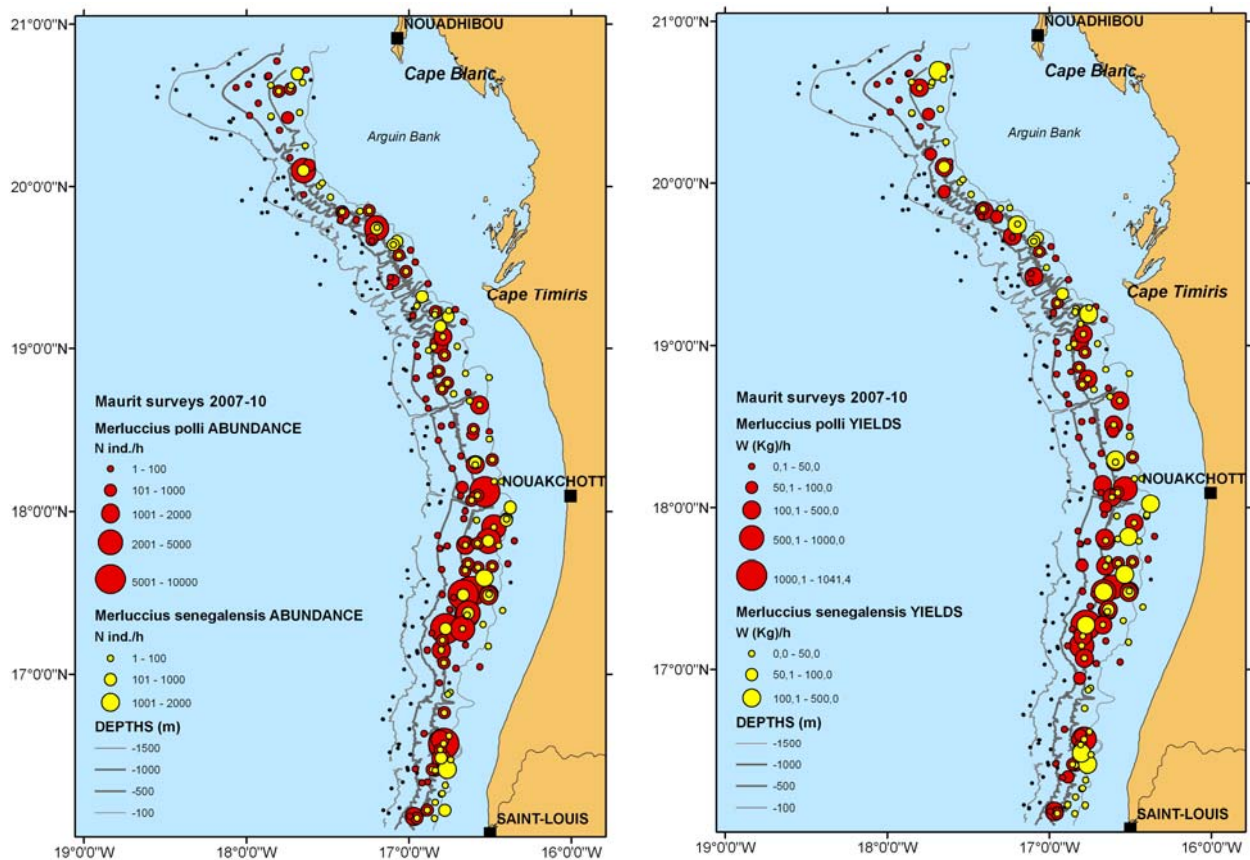 21°0'0"N
20°0'0"N
19°0'0"N
18°0'0"N
17°0'0"N
19°0'0"W
18°0'0"W
17°0'0"W
16°0'0"W
NOUADHIBOU
Cape Blanc
Arguin Bank
Cape Timiris
NOUAKCHOTT
SAINT-LOUIS
Maurit surveys 2007-10
Merluccius polli ABUNDANCE
N ind./h
1 - 100
101 - 1000
1001 - 2000
2001 - 5000
5001 - 10000
Merluccius senegalensis ABUNDANCE
N ind./h
1 - 100
101 - 1000
1001 - 2000
DEPTHS (m)
-1500
-1000
-500
-100
21°0'0"N
20°0'0"N
19°0'0"N
18°0'0"N
17°0'0"N
19°0'0"W
18°0'0"W
17°0'0"W
16°0'0"W
NOUADHIBOU
Cape Blanc
Arguin Bank
Cape Timiris
NOUAKCHOTT
SAINT-LOUIS
Maurit surveys 2007-10
Merluccius polli YIELDS
W (Kg)/h
0,1 - 50,0
50,1 - 100,0
100,1 - 500,0
500,1 - 1000,0
1000,1 - 1041,4
Merluccius senegalensis YIELDS
W (Kg)/h
0,0 - 50,0
50,1 - 100,0
100,1 - 500,0
DEPTHS (m)
-1500
-1000
-500
-100